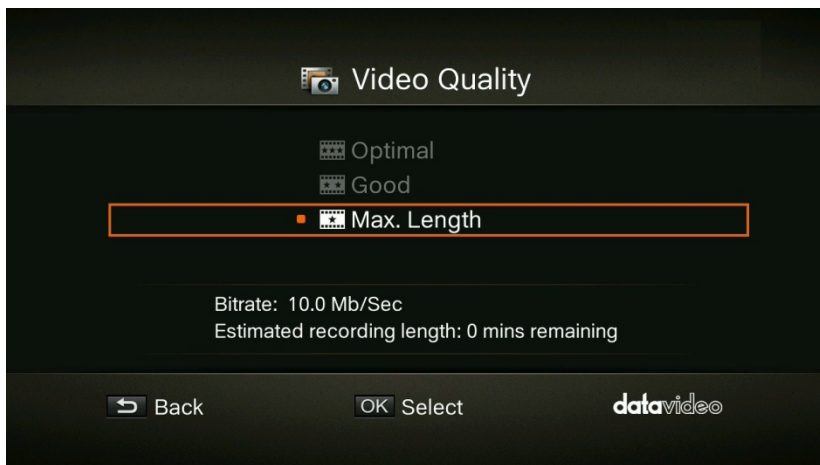 Video Quality
Optimal
Good
Max. Length
Bitrate: 10.0 Mb/Sec
Estimated recording length: 0 mins remaining
Back
OK Select
datavideo